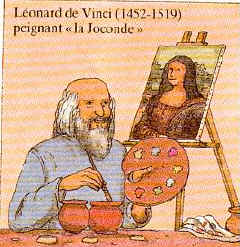 Léonard de Vinci (1452-1519)
peignant « la Joconde »